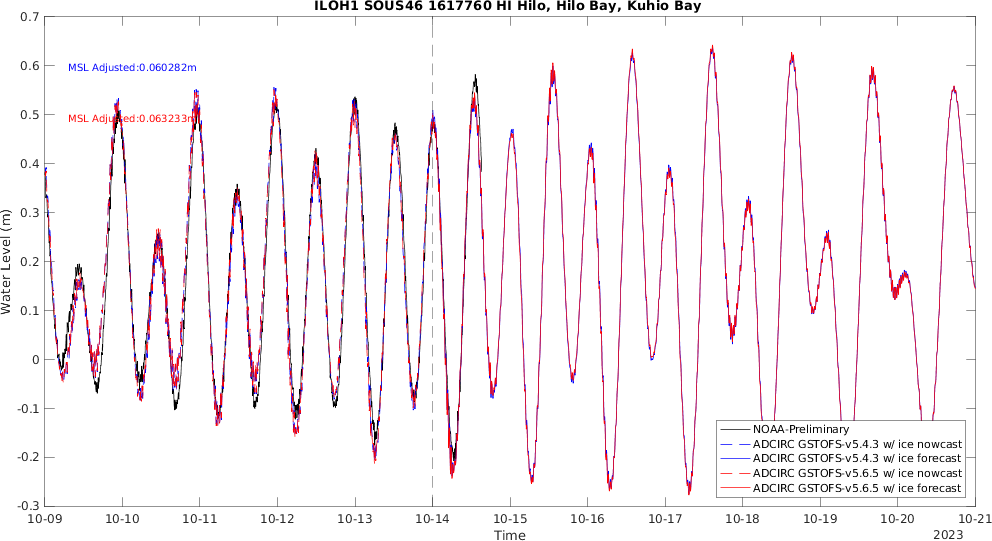 ILOH1 SOUS46 1617760 HI Hilo, Hilo Bay, Kuhio Bay
0.7
0.6
0.5
0.4
0.3
0.2
0.1
0
-0.1
-0.2
-0.3
Water Level (m)
MSL Adjusted:0.060282m
MSL Adjusted:0.063233m
NOAA-Preliminary
ADCIRC GSTOFS-v5.4.3 w/ ice nowcast
ADCIRC GSTOFS-v5.4.3 w/ ice forecast
ADCIRC GSTOFS-v5.6.5 w/ ice nowcast
ADCIRC GSTOFS-v5.6.5 w/ ice forecast
10-09 10-10 10-11 10-12 10-13 10-14 10-15 10-16 10-17 10-18 10-19 10-20 10-21
Time
2023